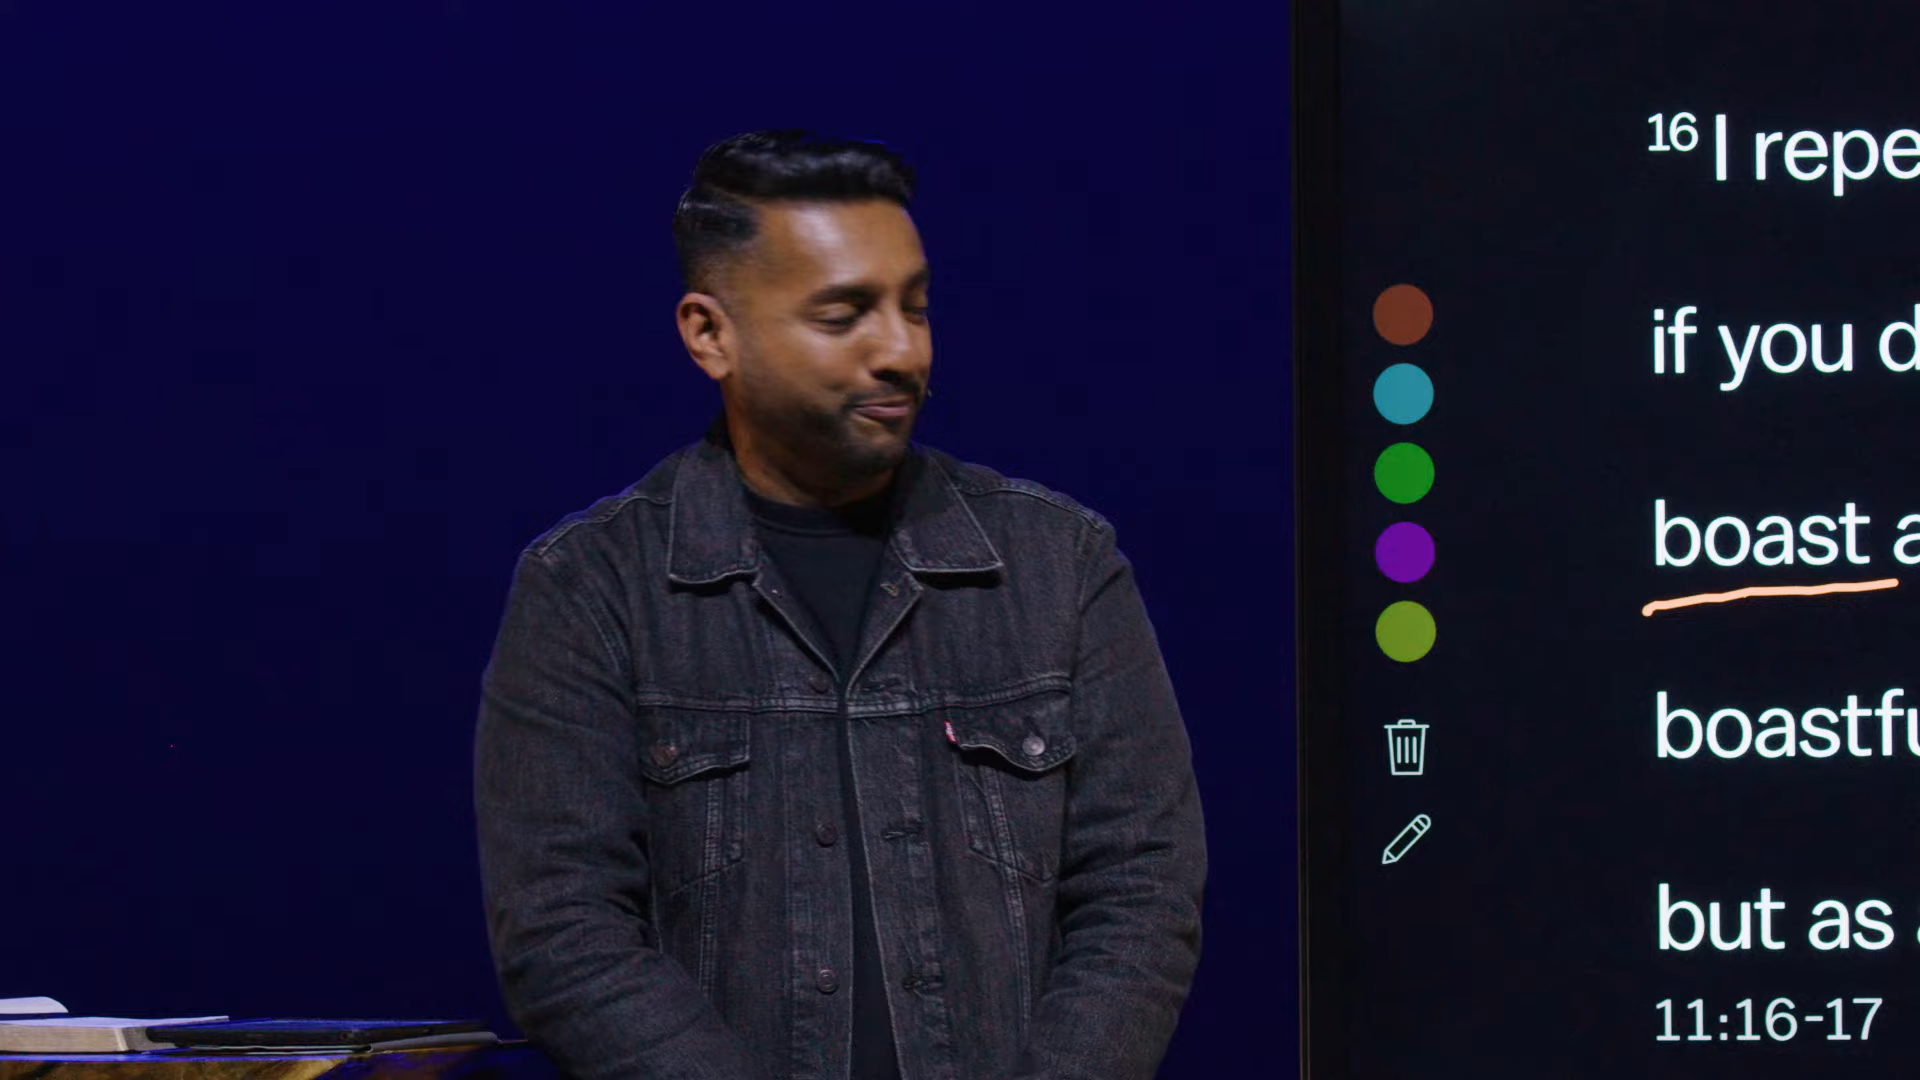 16 I repe
if you d
boast a
boastfu
but as
11:16-17